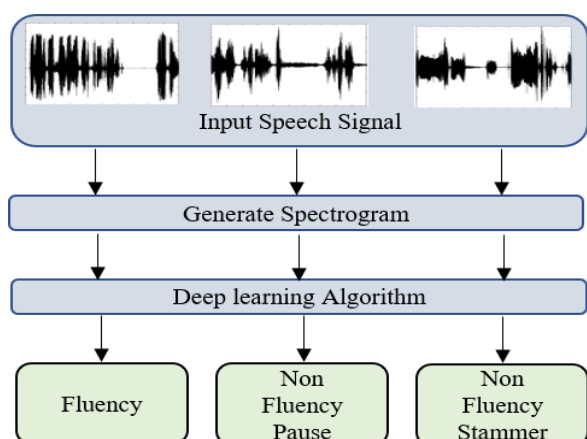 Input Speech Signal
Generate Spectrogram
Deep learning Algorithm
Fluency
Non
Fluency
Pause
Non
Fluency
Stammer